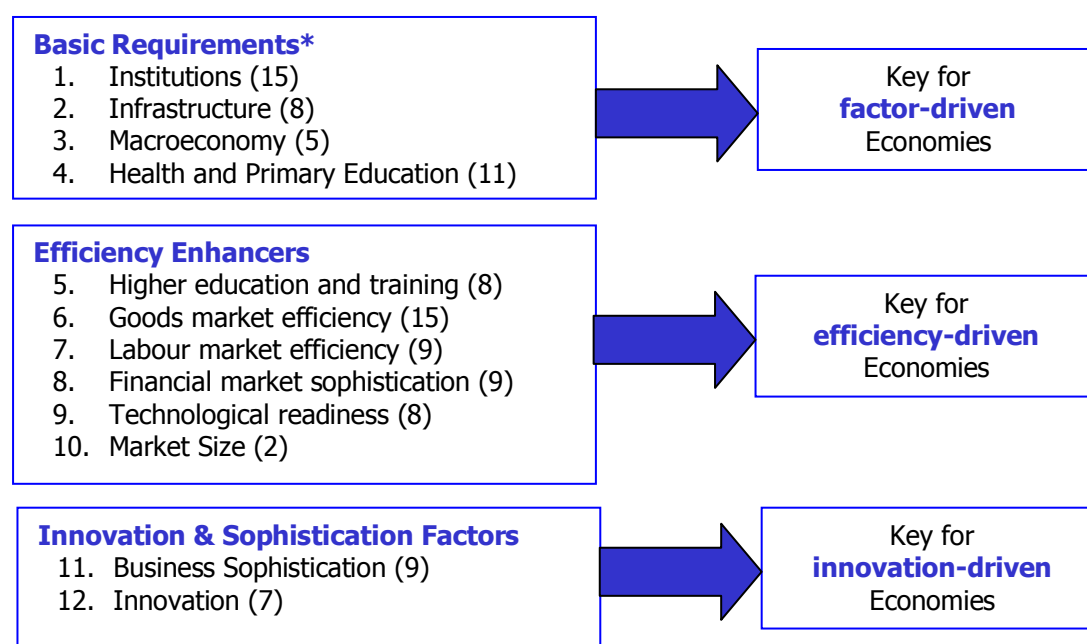 Basic Requirements*
1. Institutions (15)
2. Infrastructure (8)
3. Macroeconomy (5)
4. Health and Primary Education (11)
Key for
factor-driven
Economies
Efficiency Enhancers
5. Higher education and training (8)
6. Goods market efficiency (15)
7. Labour market efficiency (9)
8. Financial market sophistication (9)
9. Technological readiness (8)
10. Market Size (2)
Key for
efficiency-driven
Economies
Innovation & Sophistication Factors
11. Business Sophistication (9)
12. Innovation (7)
Key for
innovation-driven
Economies